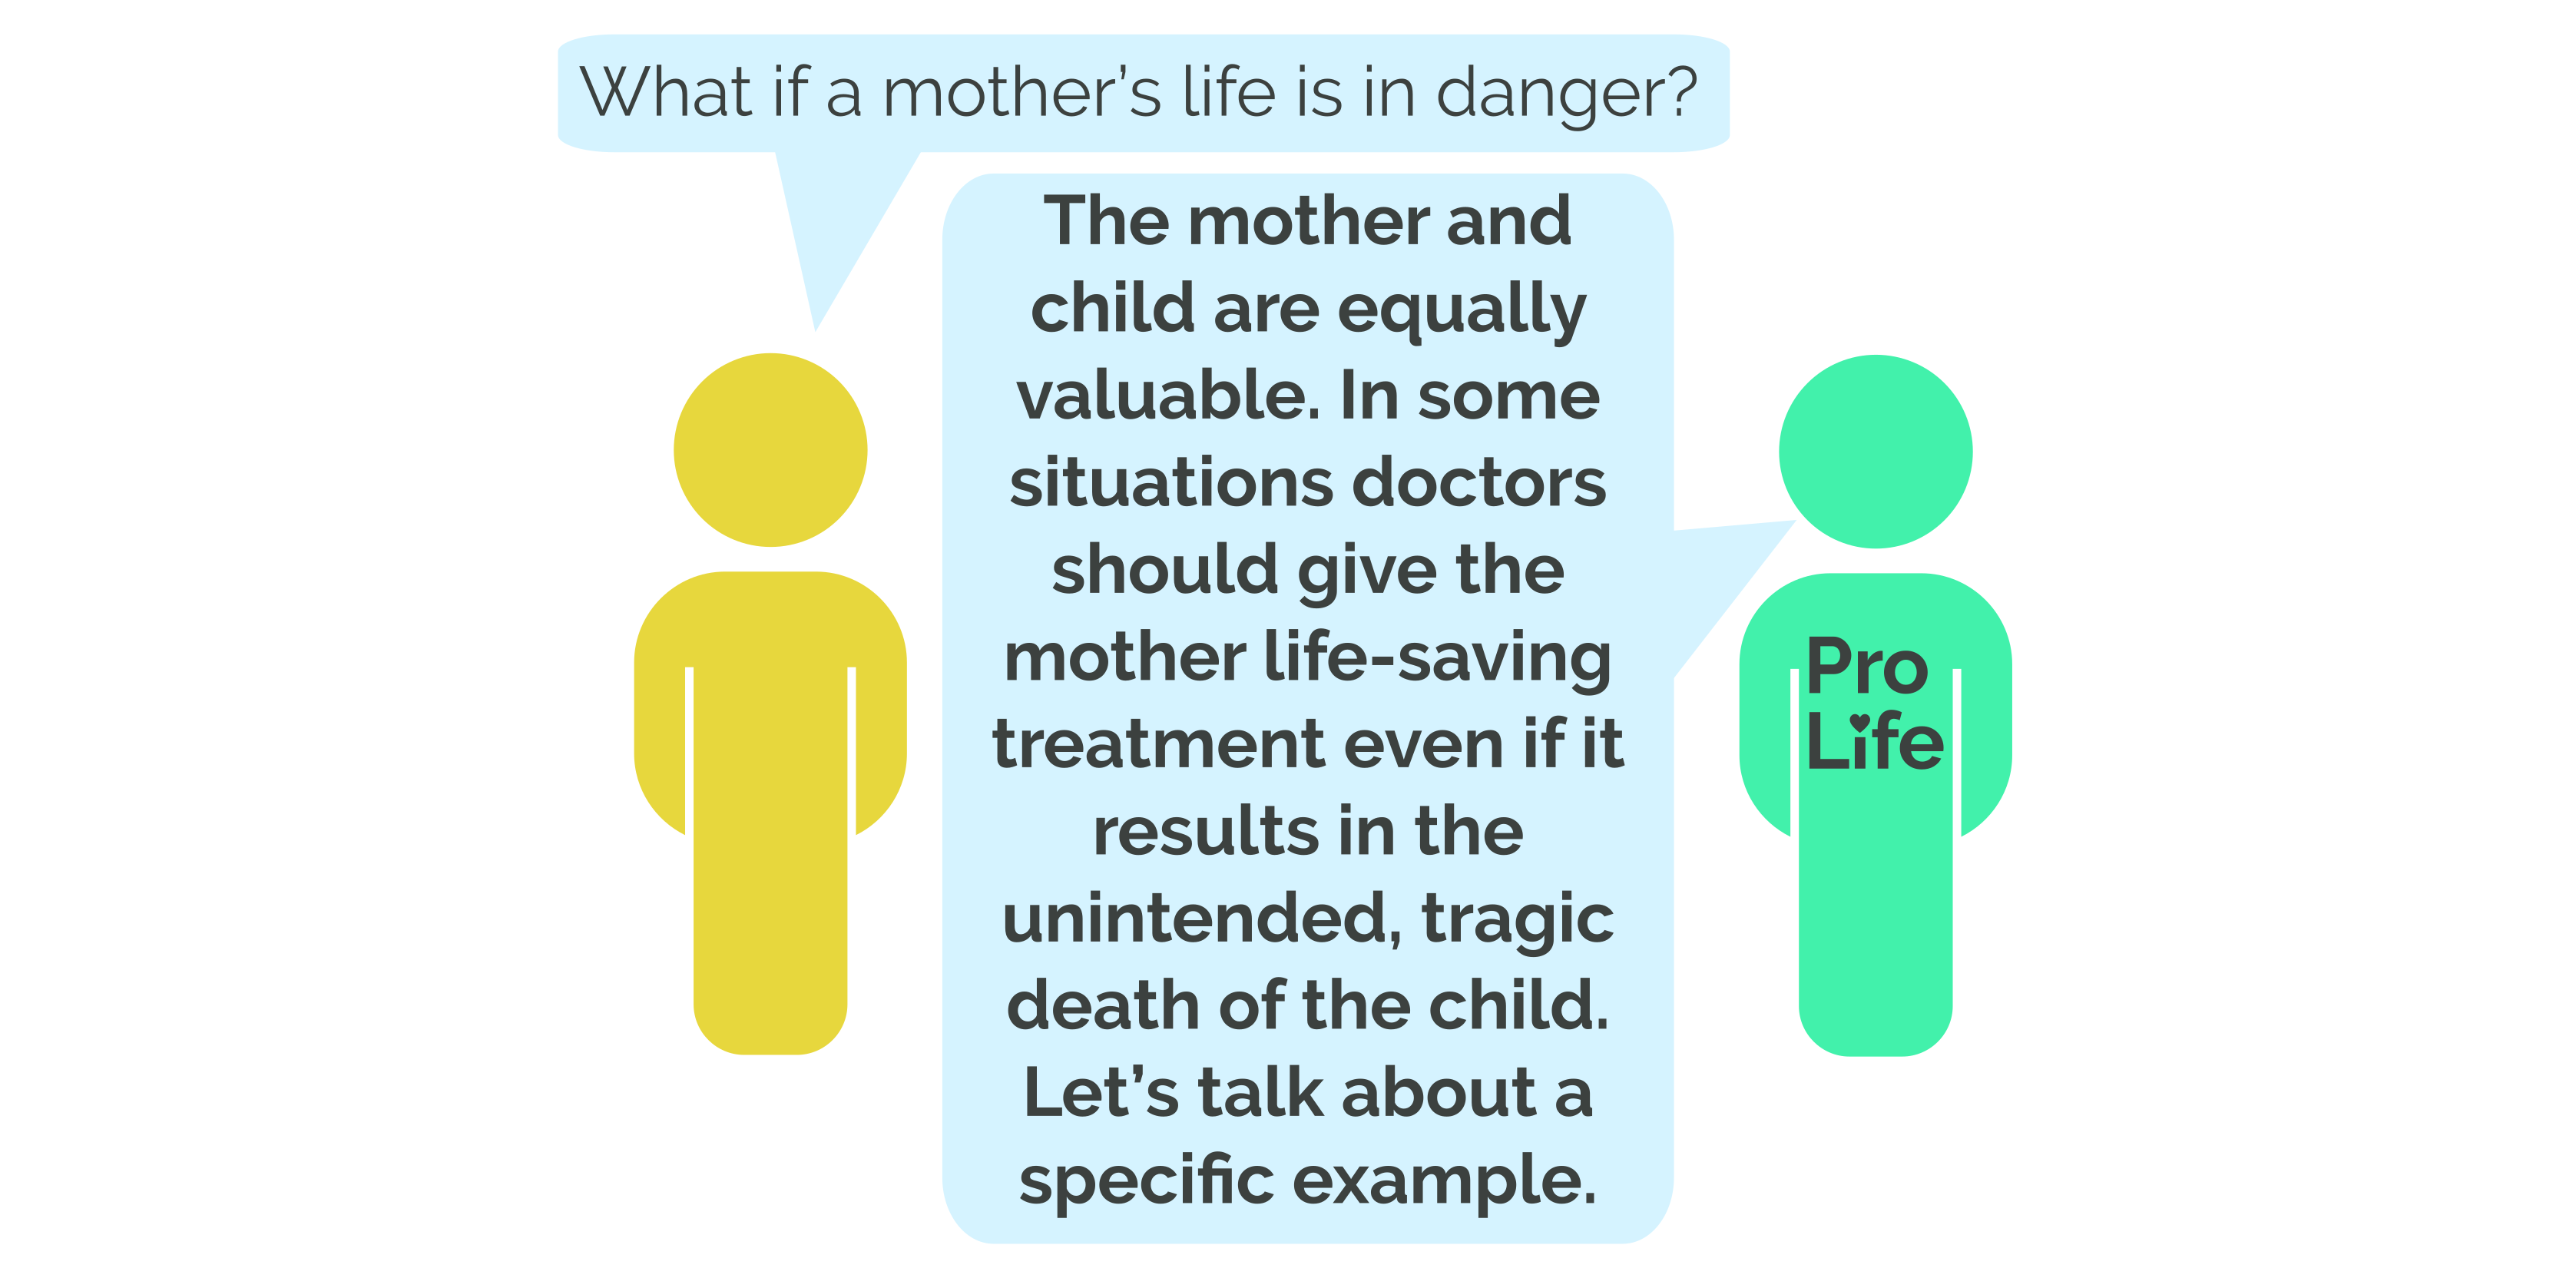 What if a mother’s life is in danger?
The mother and
child are equally
valuable. In some
situations doctors
should give the
mother life-saving
treatment even if it
results in the
unintended, tragic
death of the child.
Let’s talk about a
specific example.
Pro
Life